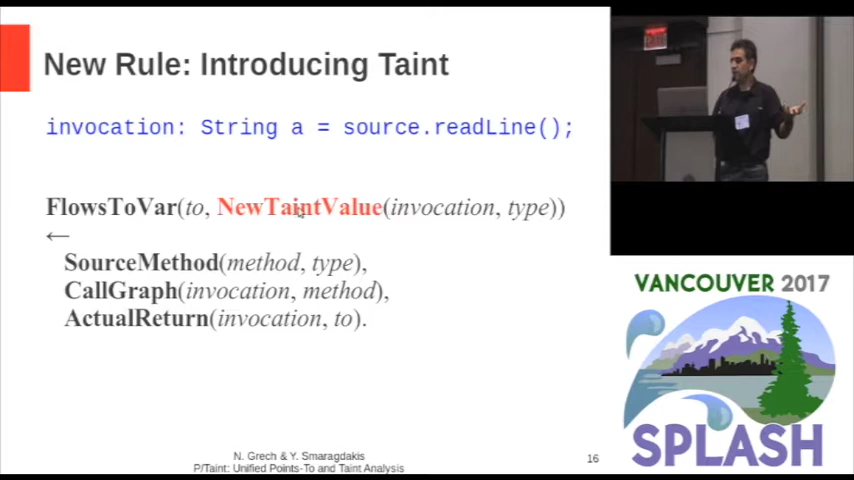 New Rule: Introducing Taint
invocation: String a = source.readLine();
FlowsToVar(to, NewTaintValue(invocation, type))
←
SourceMethod(method, type),
CallGraph(invocation, method),
ActualReturn(invocation, to).
N. Grech & Y. Smaragdakis
P/Taint: Unified Points-To and Taint Analysis
16
VANCOUVER 2017
SPLASH